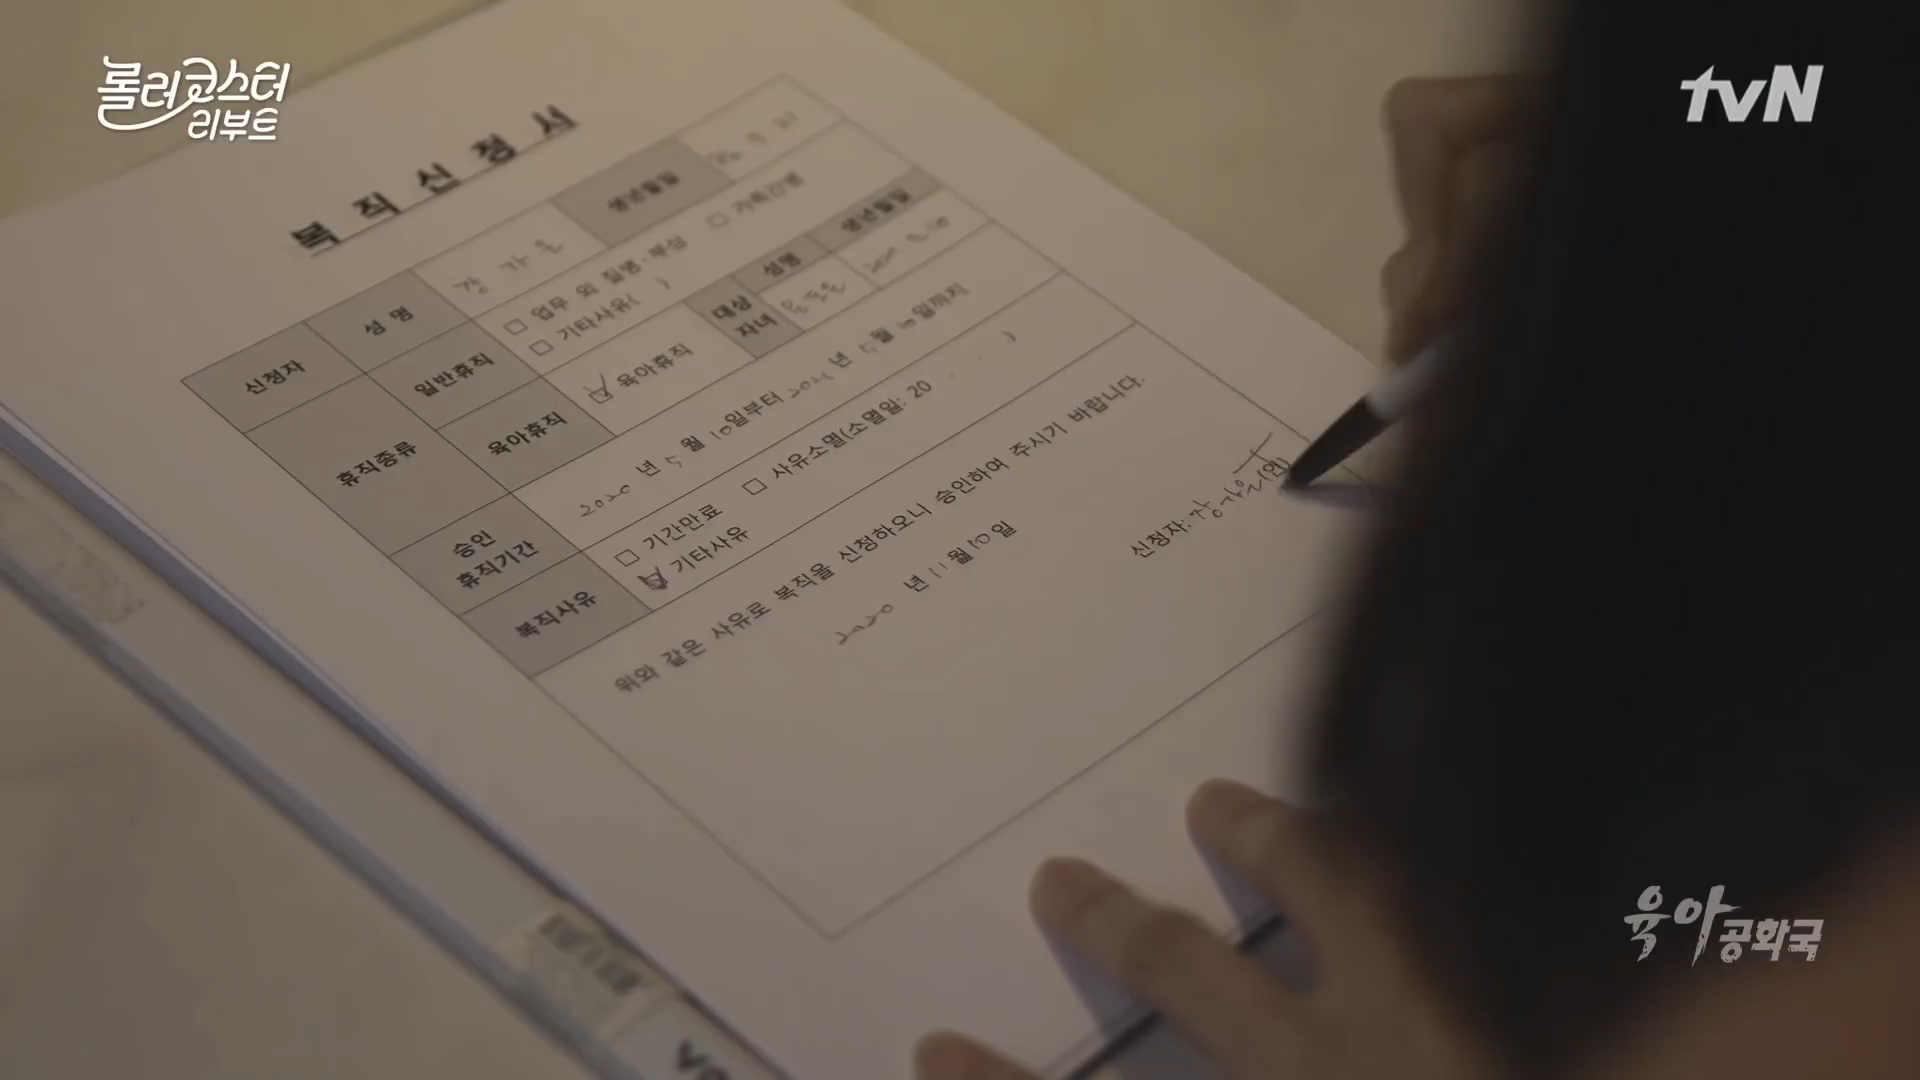 롤러코스터
리부트
tvN
복직신청서
신청자
성명
강가을
생년월일
휴직종류
일반휴직
□ 업무 외 질병·부상
□ 가족간병
□ 기타사유( )
육아휴직
육아휴직
대상
자녀
성명
생년월일
승인
휴직기간
2020 년 5 월 10 일부터 2021 년 5 월 10 일까지
복직사유
□ 기간만료
□ 사유소멸(소멸일: 20 . . )
기타사유
위와 같은 사유로 복직을 신청하오니 승인하여 주시기 바랍니다.
2020 년 11 월 10 일
신청자: 강가을 (인)
육아공화국